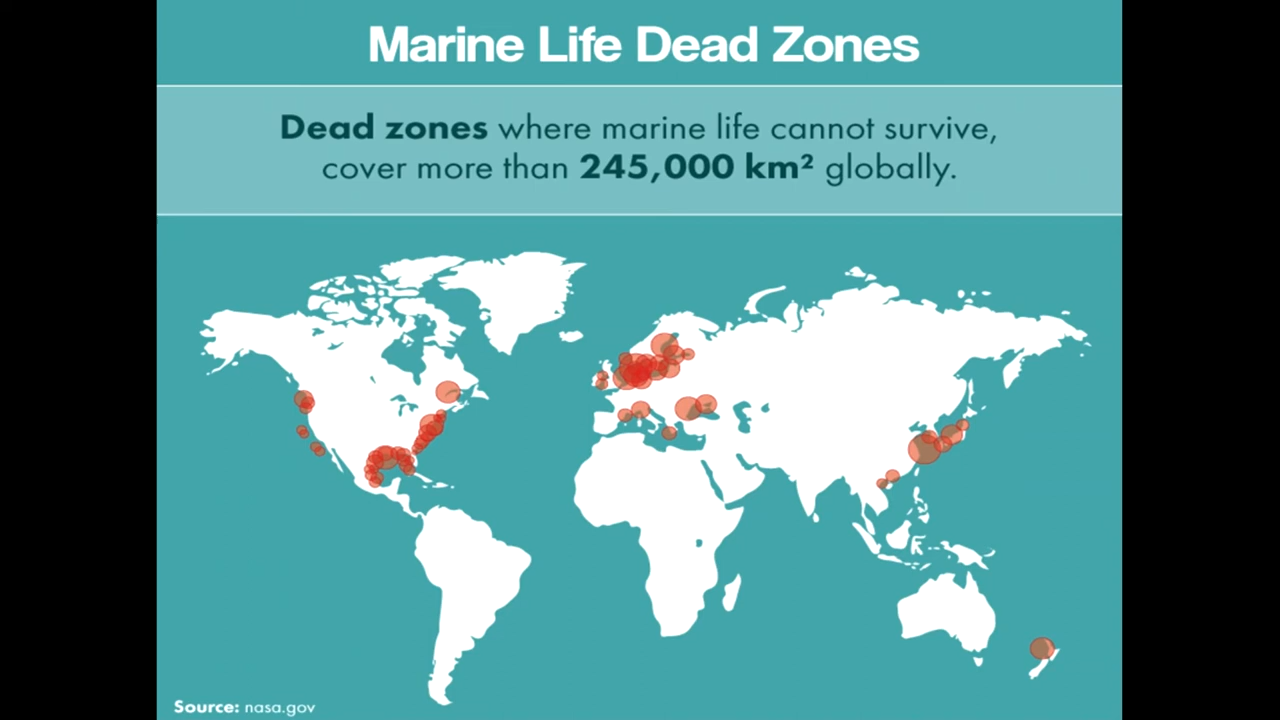 Marine Life Dead Zones
Dead zones where marine life cannot survive,
cover more than 245,000 km² globally.
Source: nasa.gov